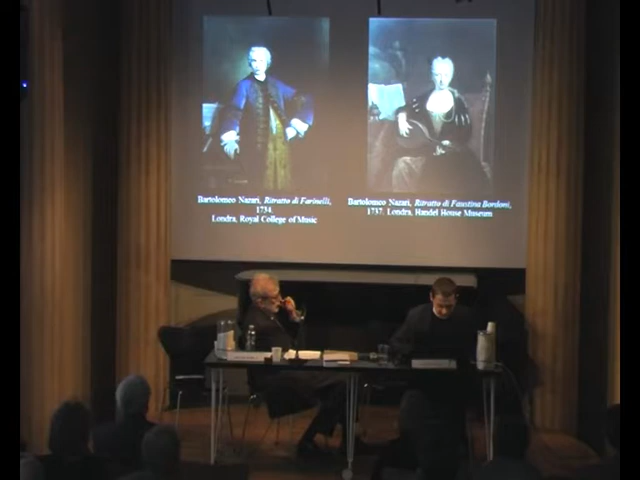 Bartolomeo Nazari, Ritratto di Farinelli,
1734.
Londra, Royal College of Music
Bartolomeo Nazari, Ritratto di Faustina Bordoni,
1737. Londra, Handel House Museum